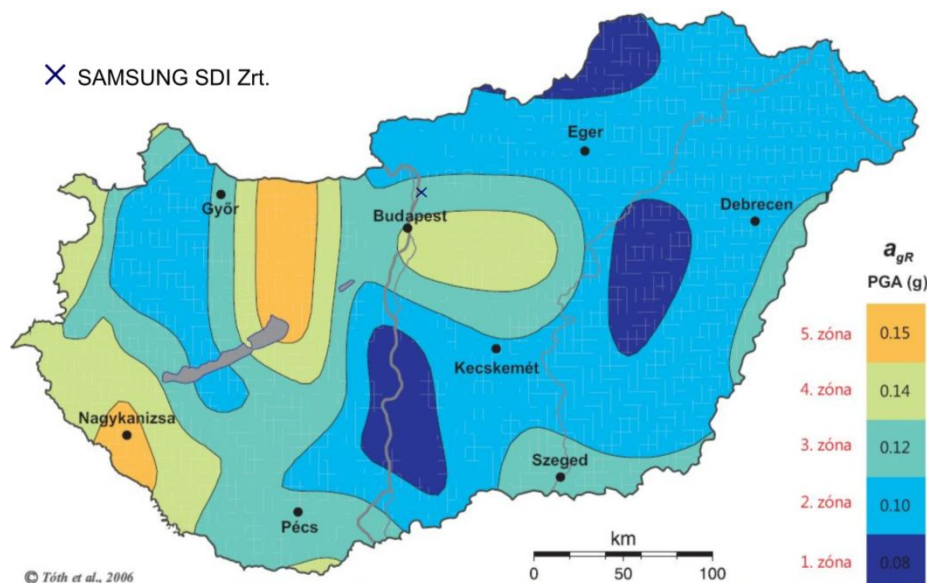 SAMSUNG SDI Zrt.
Eger
Győr
Budapest
Debrecen
Kecskemét
Nagykanizsa
Szeged
Pécs
a_gR
PGA (g)
5. zóna 0.15
4. zóna 0.14
3. zóna 0.12
2. zóna 0.10
1. zóna 0.08
km
0 50 100
© Tóth et al., 2006